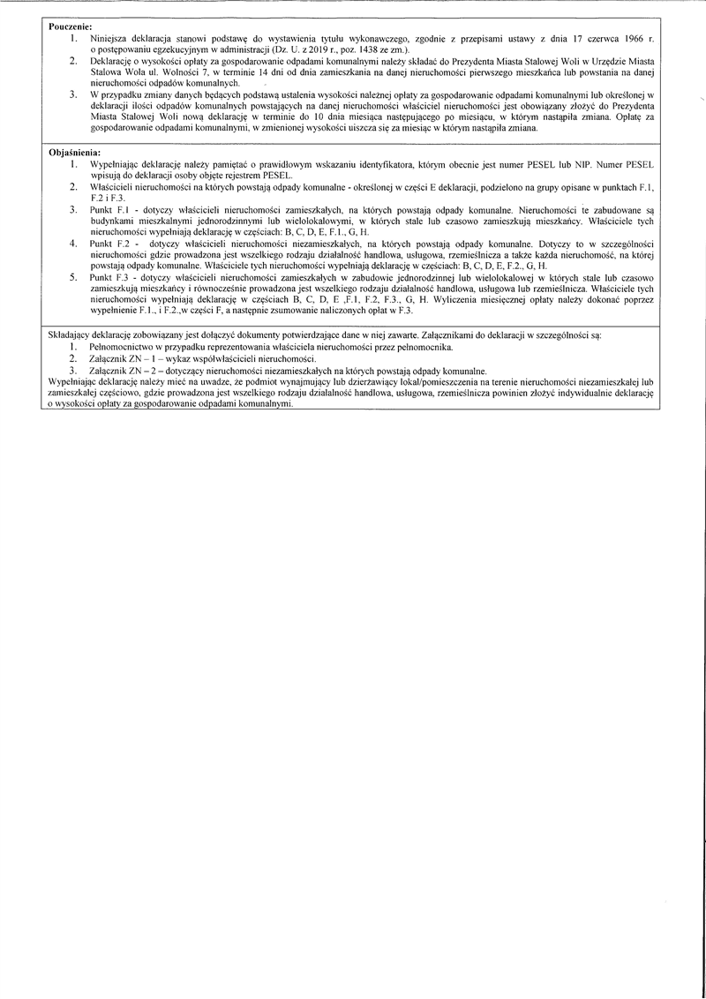 Pouczenie:
1. Niniejsza deklaracja stanowi podstawę do wystawienia tytułu wykonawczego, zgodnie z przepisami ustawy z dnia 17 czerwca 1966 r.
o postępowaniu egzekucyjnym w administracji (Dz. U. z 2019 r., poz. 1438 ze zm.).
2. Deklarację o wysokości opłaty za gospodarowanie odpadami komunalnymi należy składać do Prezydenta Miasta Stalowej Woli w Urzędzie Miasta
Stalowa Wola ul. Wolności 7, w terminie 14 dni od dnia zamieszkania na danej nieruchomości pierwszego mieszkańca lub powstania na danej
nieruchomości odpadów komunalnych.
3. W przypadku zmiany danych będących podstawą ustalenia wysokości należnej opłaty za gospodarowanie odpadami komunalnymi lub określonej w
deklaracji ilości odpadów komunalnych powstających na danej nieruchomości właściciel nieruchomości jest obowiązany złożyć do Prezydenta
Miasta Stalowej Woli nową deklarację w terminie do 10 dnia miesiąca następującego po miesiącu, w którym nastąpiła zmiana. Opłatę za
gospodarowanie odpadami komunalnymi, w zmienionej wysokości uiszcza się za miesiąc w którym nastąpiła zmiana.
Objaśnienia:
1. Wypełniając deklarację należy pamiętać o prawidłowym wskazaniu identyfikatora, którym obecnie jest numer PESEL lub NIP. Numer PESEL
wpisują do deklaracji osoby objęte rejestrem PESEL.
2. Właścicieli nieruchomości na których powstają odpady komunalne - określonej w części E deklaracji, podzielono na grupy opisane w punktach F.1,
F.2 i F.3.
3. Punkt F.1 - dotyczy właścicieli nieruchomości zamieszkałych, na których powstają odpady komunalne. Nieruchomości te zabudowane są
budynkami mieszkalnymi jednorodzinnymi lub wielolokalowymi, w których stale lub czasowo zamieszkują mieszkańcy. Właściciele tych
nieruchomości wypełniają deklarację w częściach: B, C, D, E, F.1., G, H.
4. Punkt F.2 - dotyczy właścicieli nieruchomości niezamieszkałych, na których powstają odpady komunalne. Dotyczy to w szczególności
nieruchomości gdzie prowadzona jest wszelkiego rodzaju działalność handlowa, usługowa, rzemieślnicza a także każda nieruchomość, na której
powstają odpady komunalne. Właściciele tych nieruchomości wypełniają deklarację w częściach: B, C, D, E, F.2., G, H.
5. Punkt F.3 - dotyczy właścicieli nieruchomości zamieszkałych w zabudowie jednorodzinnej lub wielolokalowej w których stale lub czasowo
zamieszkują mieszkańcy i równocześnie prowadzona jest wszelkiego rodzaju działalność handlowa, usługowa lub rzemieślnicza. Właściciele tych
nieruchomości wypełniają deklarację w częściach B, C, D, E ,F.1, F.2, F.3., G, H. Wyliczenia miesięcznej opłaty należy dokonać poprzez
wypełnienie F.1., i F.2.,w części F, a następnie zsumowanie naliczonych opłat w F.3.
Składający deklarację zobowiązany jest dołączyć dokumenty potwierdzające dane w niej zawarte. Załącznikami do deklaracji w szczególności są:
1. Pełnomocnictwo w przypadku reprezentowania właściciela nieruchomości przez pełnomocnika.
2. Załącznik ZN – 1 – wykaz współwłaścicieli nieruchomości.
3. Załącznik ZN – 2 – dotyczący nieruchomości niezamieszkałych na których powstają odpady komunalne.
Wypełniając deklarację należy mieć na uwadze, że podmiot wynajmujący lub dzierżawiący lokal/pomieszczenia na terenie nieruchomości niezamieszkałej lub
zamieszkałej częściowo, gdzie prowadzona jest wszelkiego rodzaju działalność handlowa, usługowa, rzemieślnicza powinien złożyć indywidualnie deklarację
o wysokości opłaty za gospodarowanie odpadami komunalnymi.